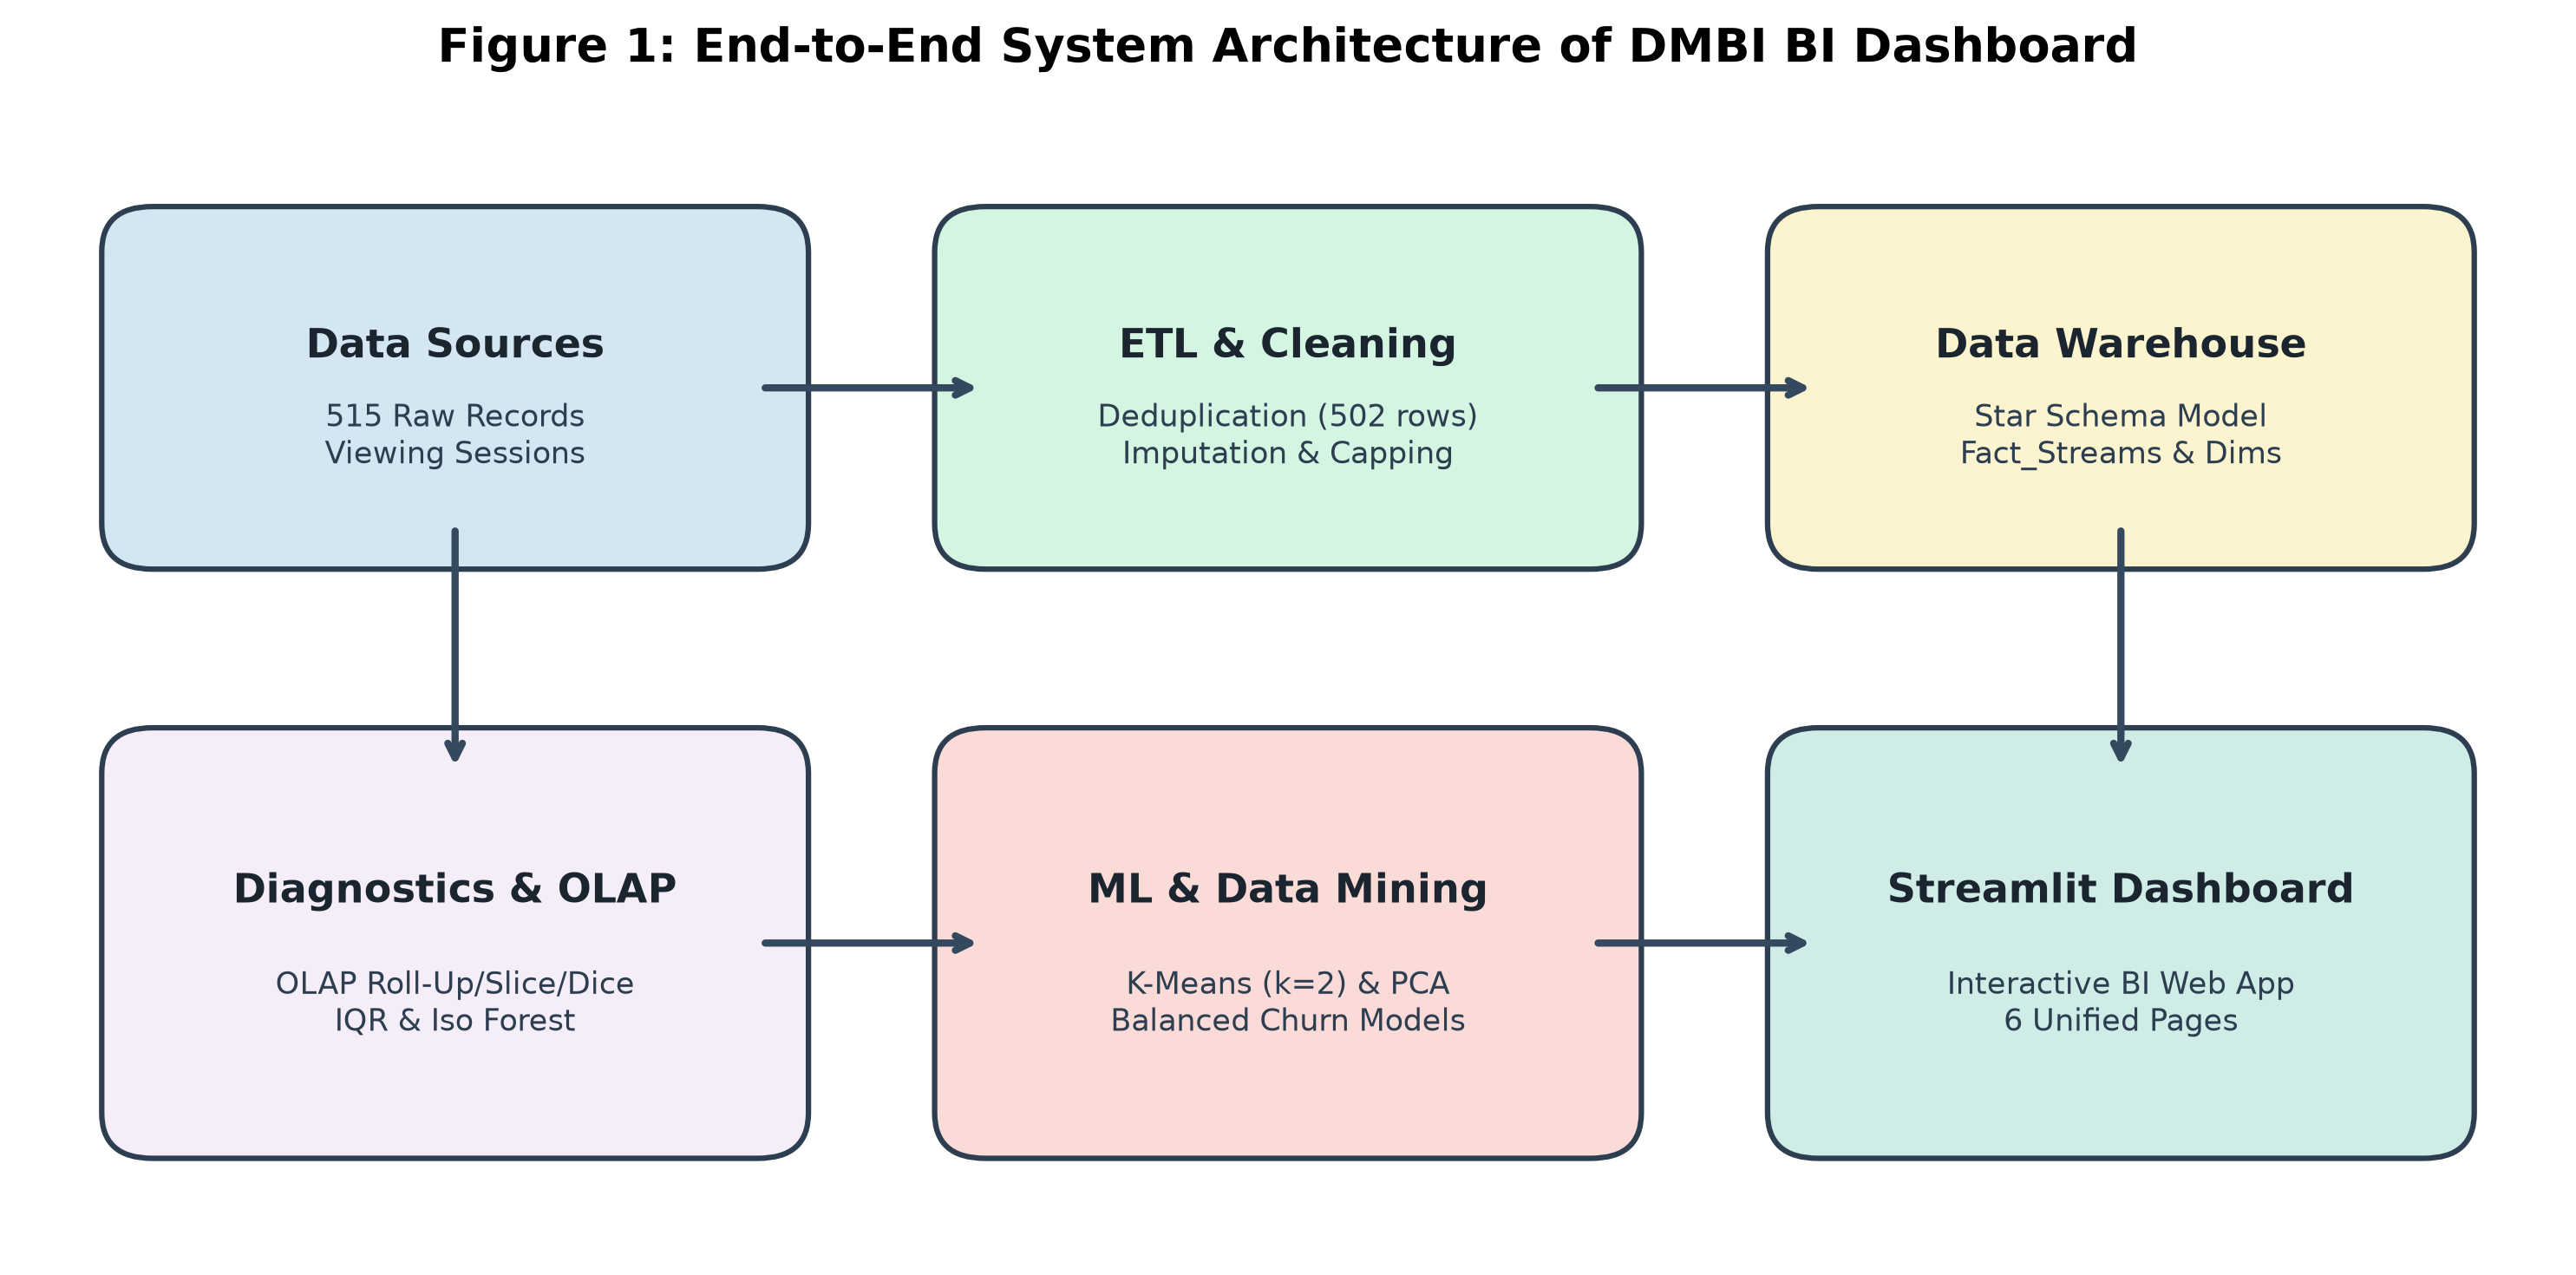 Figure 1: End-to-End System Architecture of DMBI BI Dashboard
Data Sources
515 Raw Records
Viewing Sessions
ETL & Cleaning
Deduplication (502 rows)
Imputation & Capping
Data Warehouse
Star Schema Model
Fact_Streams & Dims
Diagnostics & OLAP
OLAP Roll-Up/Slice/Dice
IQR & Iso Forest
ML & Data Mining
K-Means (k=2) & PCA
Balanced Churn Models
Streamlit Dashboard
Interactive BI Web App
6 Unified Pages